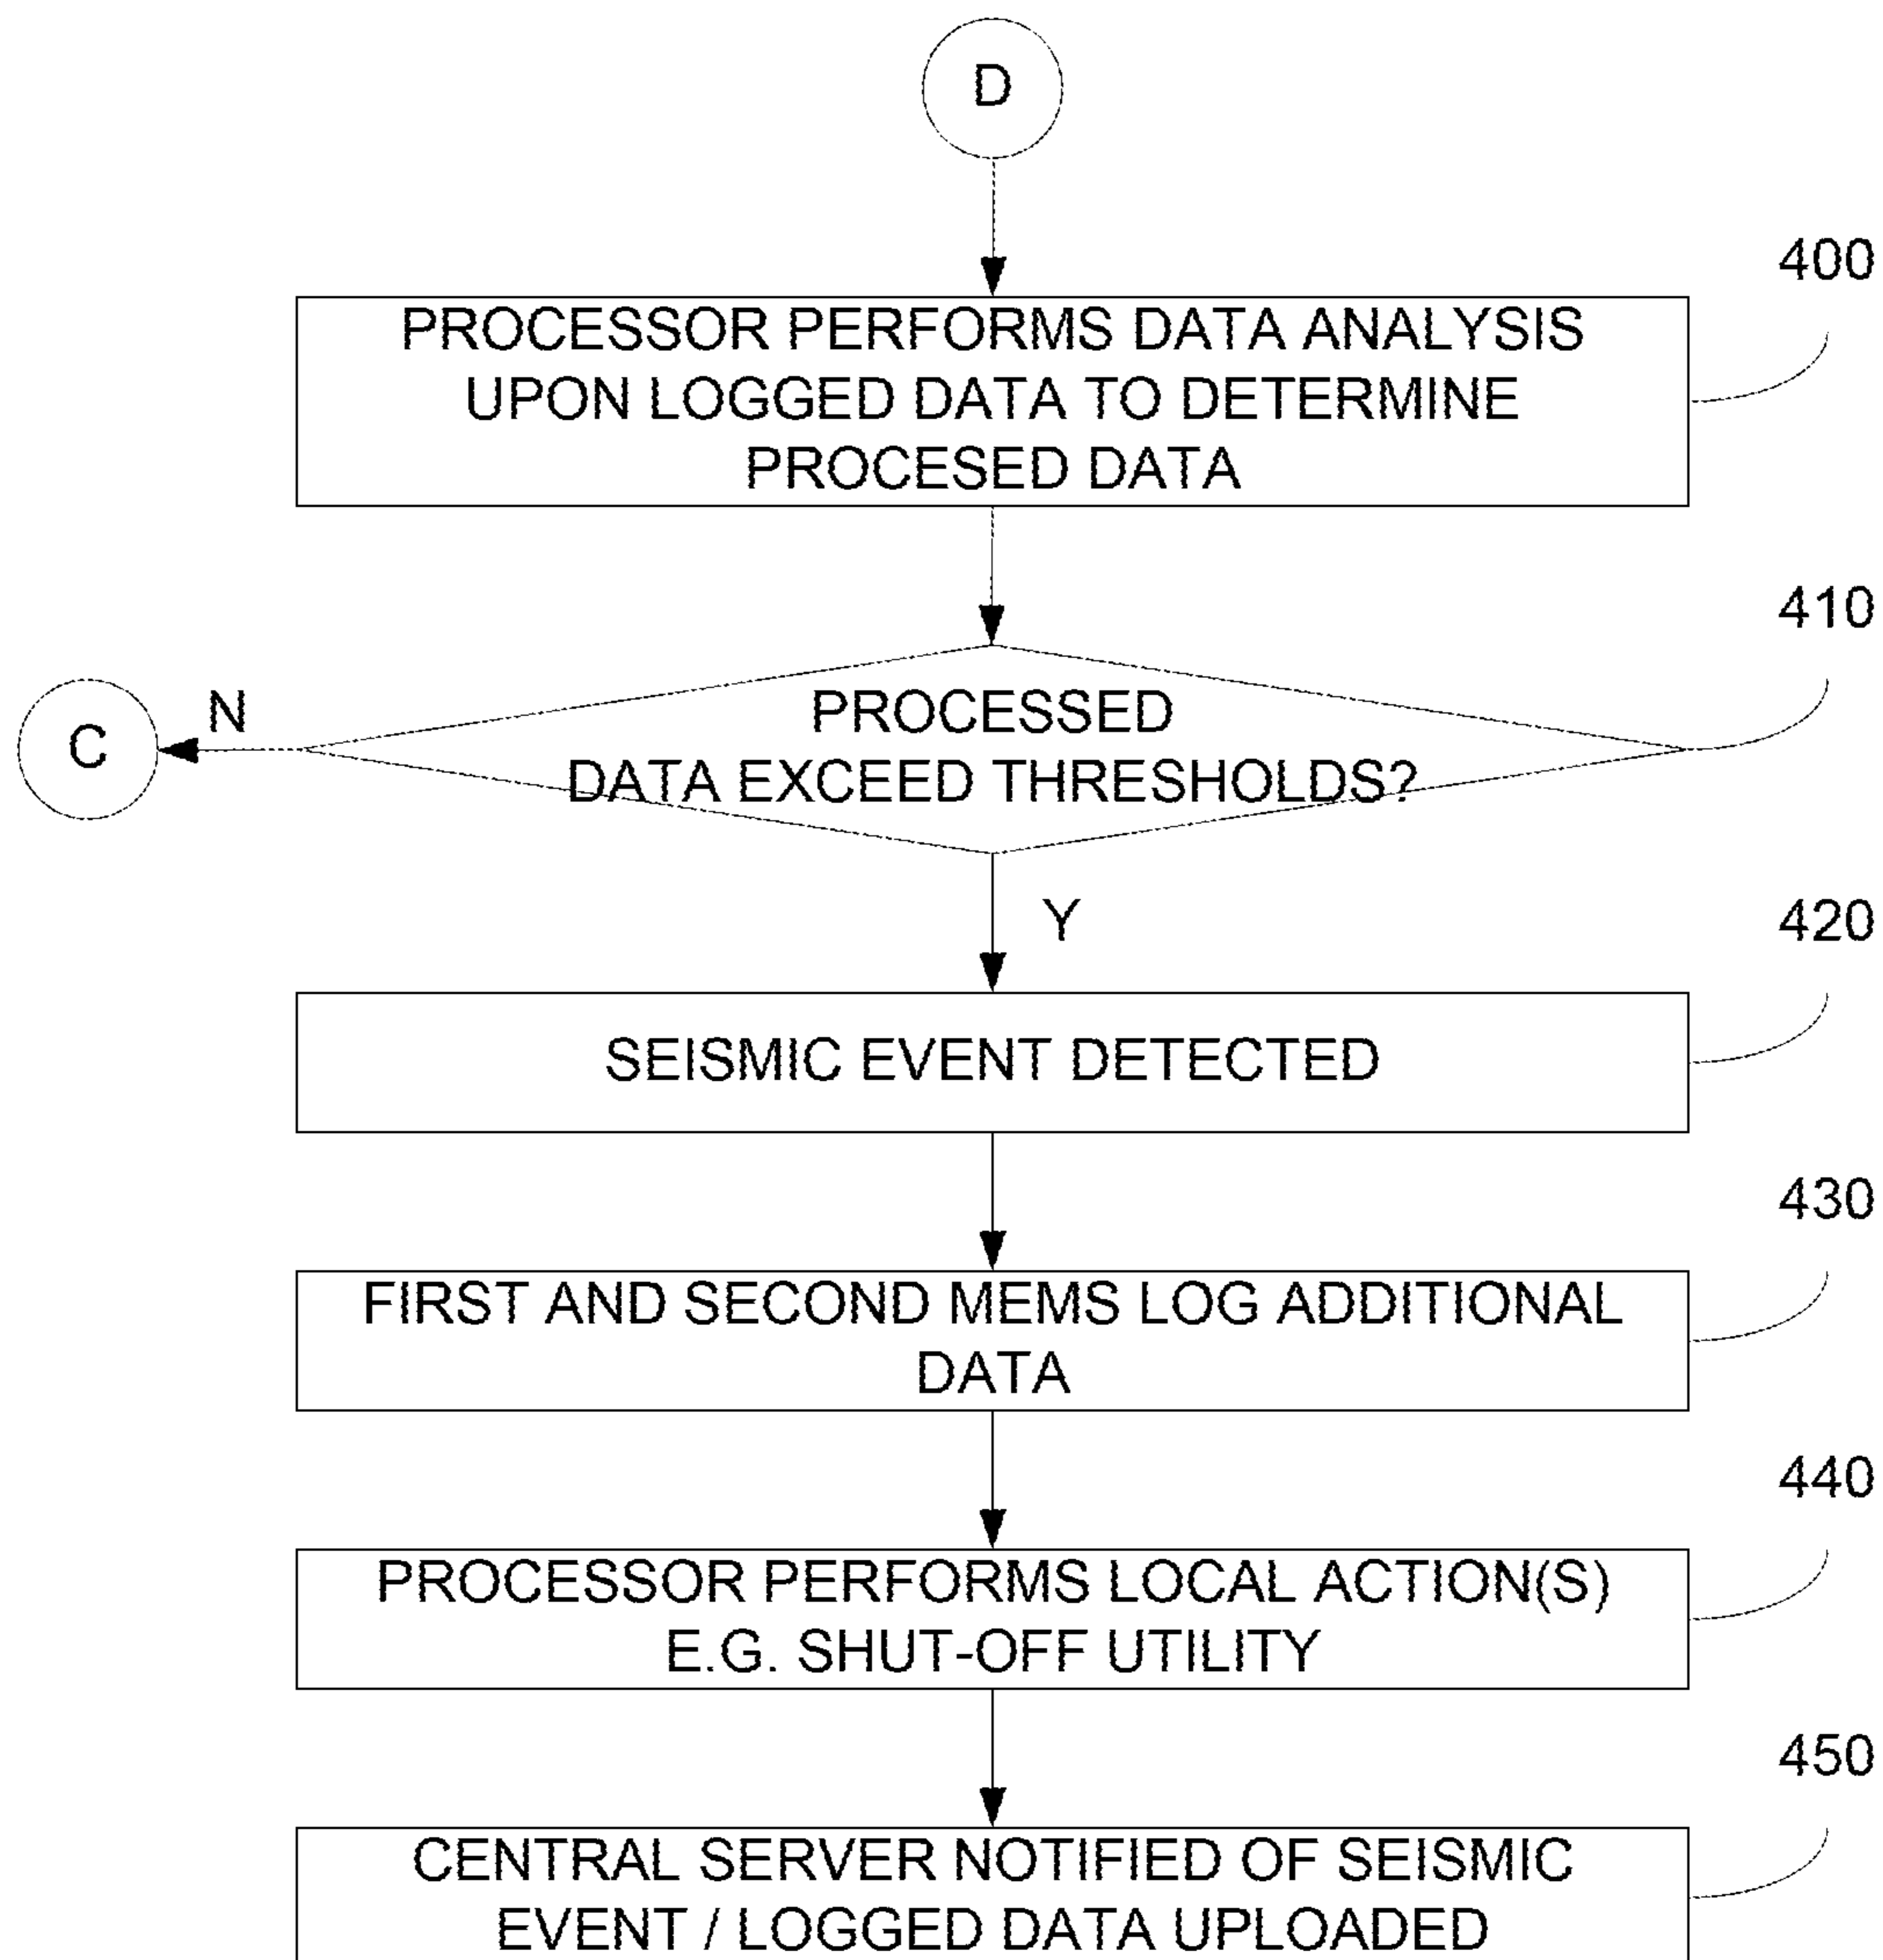 D
400
PROCESSOR PERFORMS DATA ANALYSIS
UPON LOGGED DATA TO DETERMINE
PROCESED DATA
410
N
C
PROCESSED
DATA EXCEED THRESHOLDS?
Y
420
SEISMIC EVENT DETECTED
430
FIRST AND SECOND MEMS LOG ADDITIONAL
DATA
440
PROCESSOR PERFORMS LOCAL ACTION(S)
E.G. SHUT-OFF UTILITY
450
CENTRAL SERVER NOTIFIED OF SEISMIC
EVENT / LOGGED DATA UPLOADED